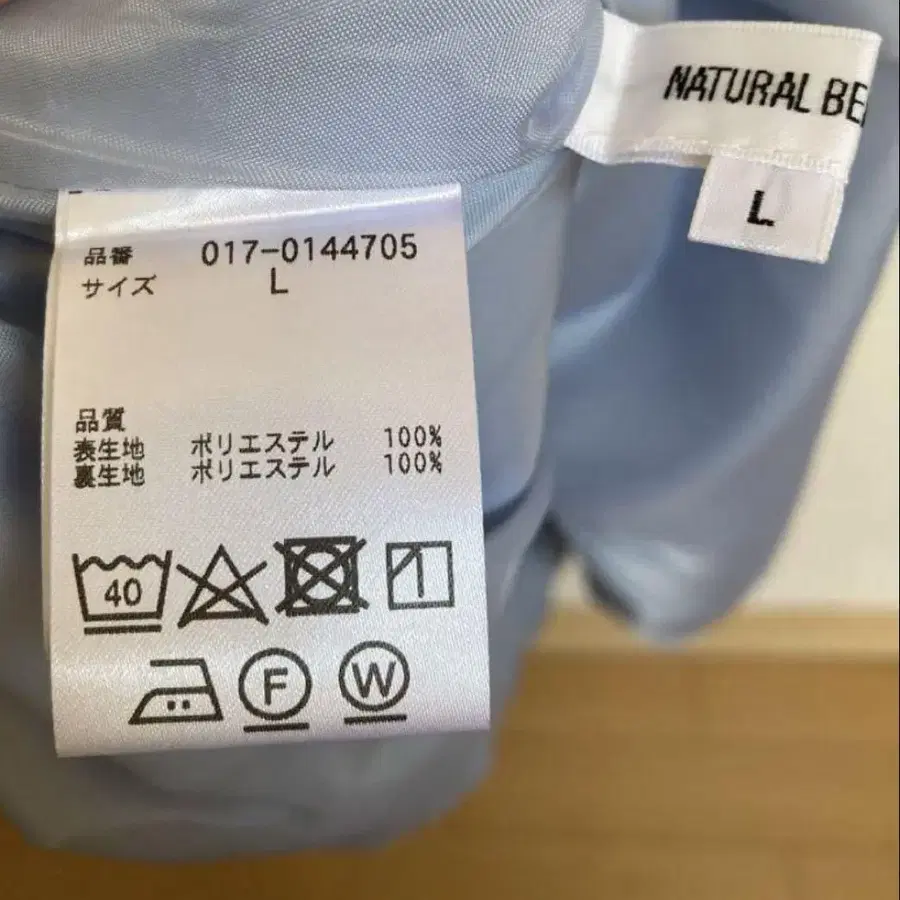 NATURAL BE
L
品番 017-0144705
サイズ L
品質
表生地 ポリエステル 100%
裏生地 ポリエステル 100%
40
F W